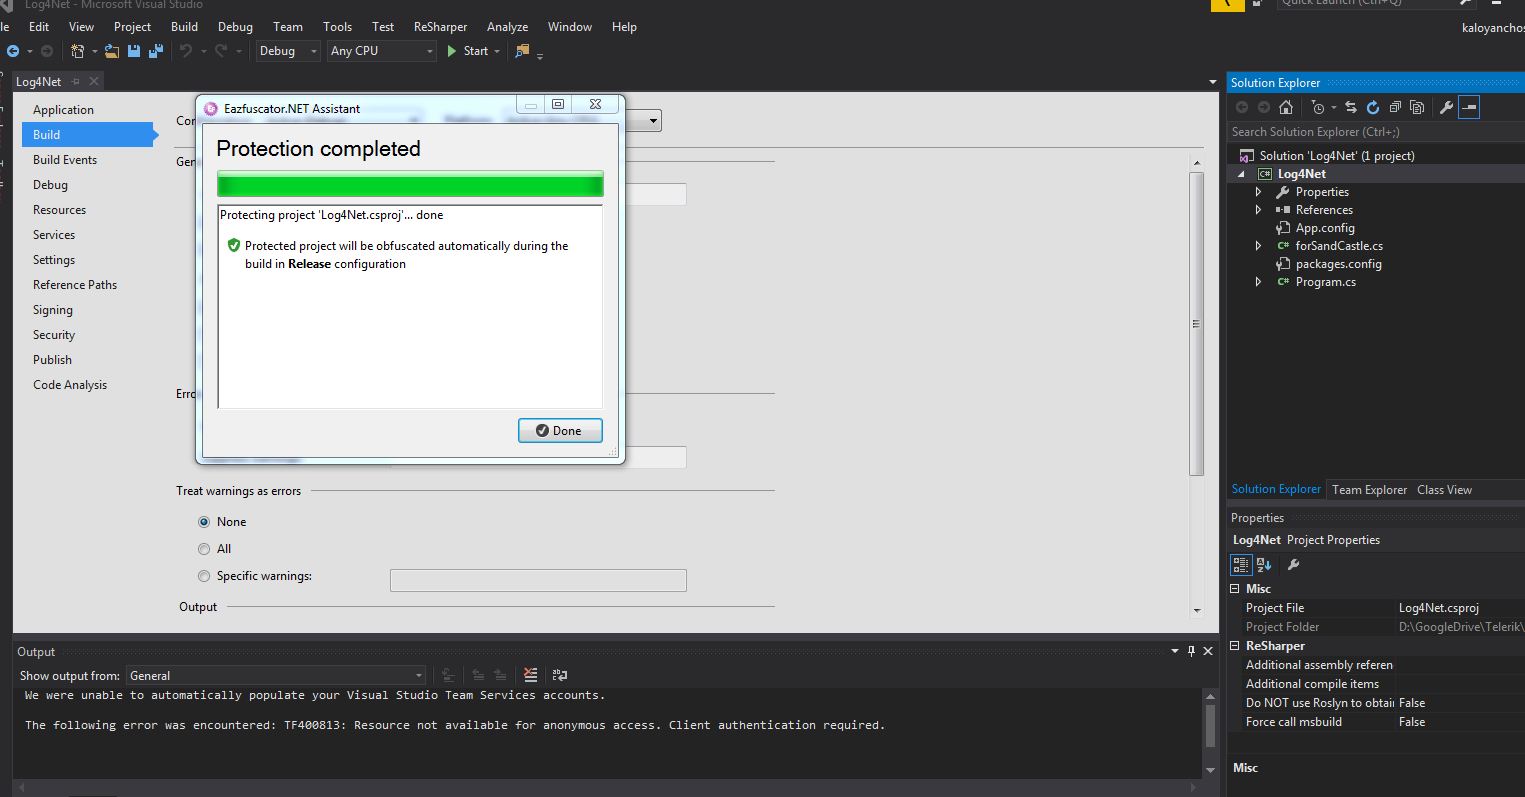 Log4Net - Microsoft Visual Studio
Quick Launch (Ctrl+Q)
le Edit View Project Build Debug Team Tools Test ReSharper Analyze Window Help
kaloyanchos
Debug Any CPU Start
Log4Net
Application
Build
Build Events
Debug
Resources
Services
Settings
Reference Paths
Signing
Security
Publish
Code Analysis
Con
Gen
Erro
Eazfuscator.NET Assistant
Protection completed
Protecting project 'Log4Net.csproj'... done
Protected project will be obfuscated automatically during the
build in Release configuration
Done
Treat warnings as errors
None
All
Specific warnings:
Output
Output
Show output from: General
We were unable to automatically populate your Visual Studio Team Services accounts.
The following error was encountered: TF400813: Resource not available for anonymous access. Client authentication required.
Solution Explorer
Search Solution Explorer (Ctrl+;)
Solution 'Log4Net' (1 project)
C# Log4Net
Properties
References
App.config
C# forSandCastle.cs
packages.config
C# Program.cs
Solution Explorer Team Explorer Class View
Properties
Log4Net Project Properties
Misc
Project File Log4Net.csproj
Project Folder D:\GoogleDrive\Telerik\
ReSharper
Additional assembly referen
Additional compile items
Do NOT use Roslyn to obtain False
Force call msbuild False
Misc